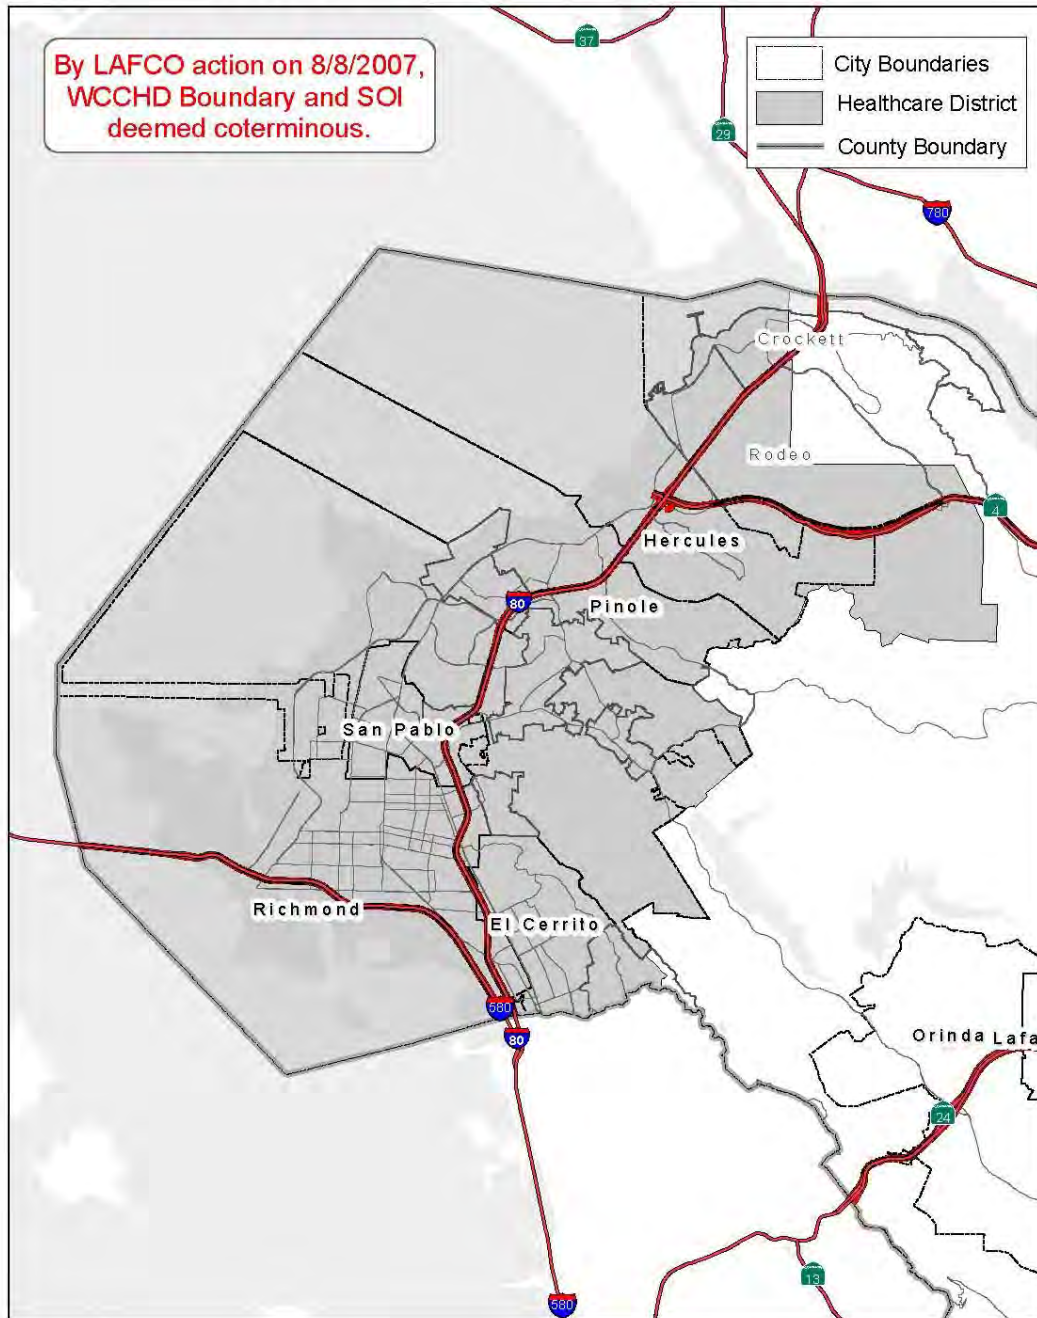 By LAFCO action on 8/8/2007,
WCCHD Boundary and SOI
deemed coterminous.
City Boundaries
Healthcare District
County Boundary
37
29
780
Crockett
Rodeo
4
Hercules
80
Pinole
San Pablo
Richmond
El Cerrito
580
80
Orinda
Lafa
24
13
580